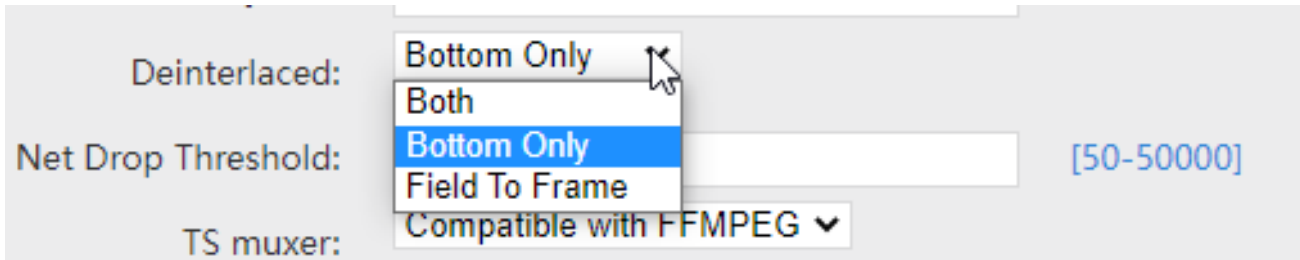 Deinterlaced:
Bottom Only
Both
Bottom Only
Field To Frame
Net Drop Threshold:
[50-50000]
TS muxer:
Compatible with FFMPEG